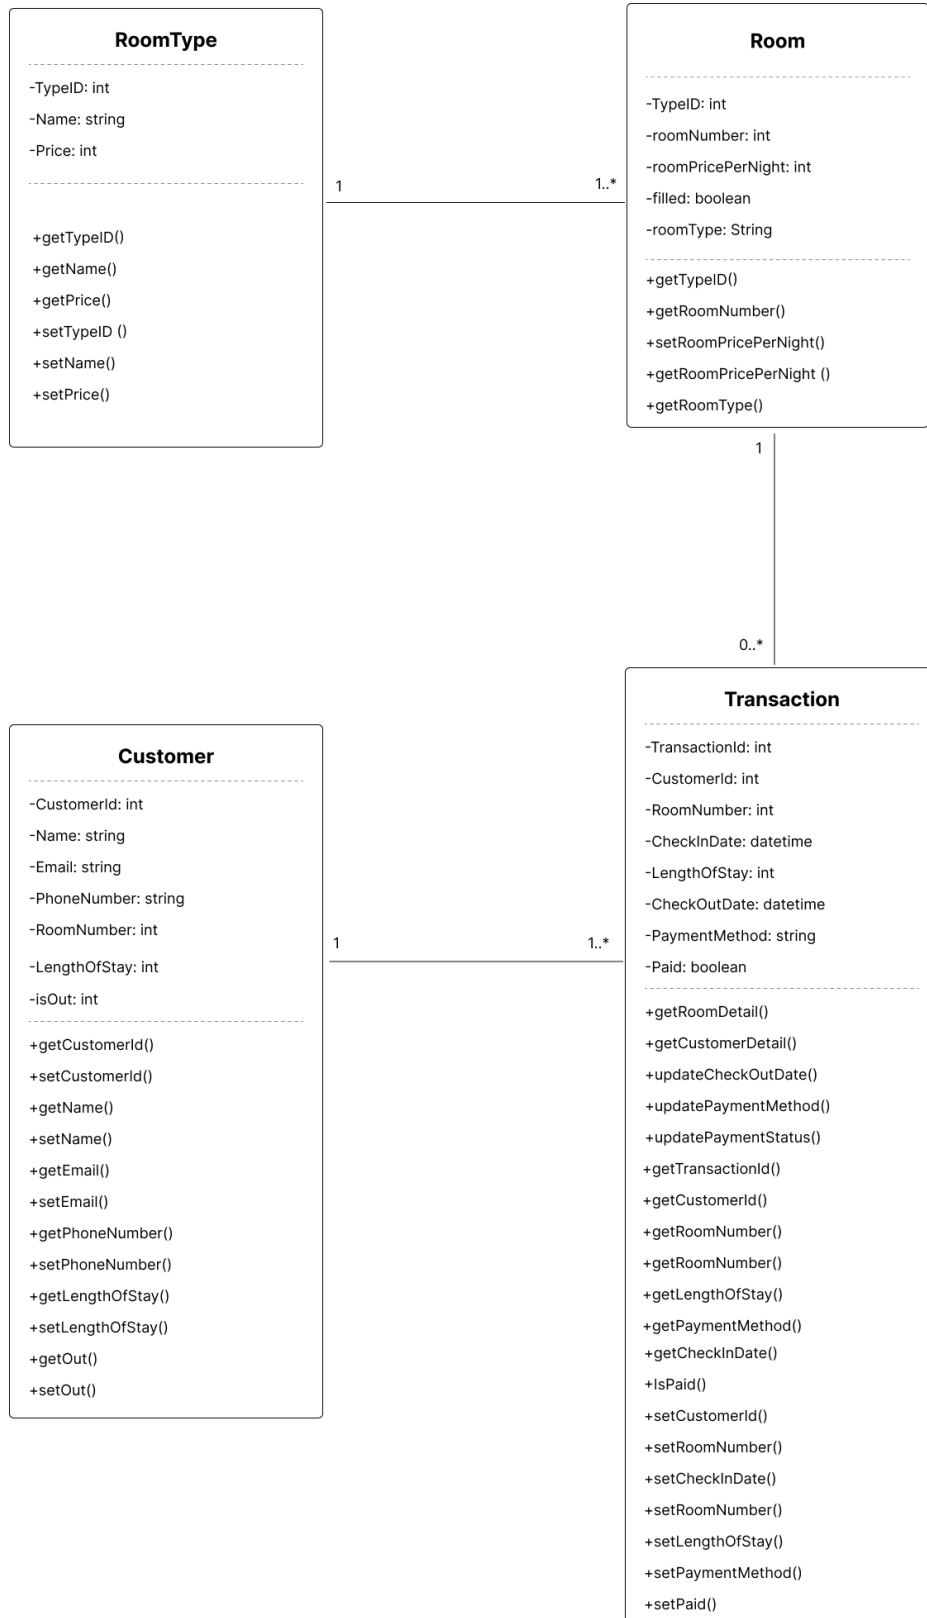 RoomType
-TypeID: int
-Name: string
-Price: int
+getTypeID()
+getName()
+getPrice()
+setTypeID ()
+setName()
+setPrice()
1
1..*
Room
-TypeID: int
-roomNumber: int
-roomPricePerNight: int
-filled: boolean
-roomType: String
+getTypeID()
+getRoomNumber()
+setRoomPricePerNight()
+getRoomPricePerNight ()
+getRoomType()
1
0..*
Customer
-CustomerId: int
-Name: string
-Email: string
-PhoneNumber: string
-RoomNumber: int
-LengthOfStay: int
-isOut: int
+getCustomerId()
+setCustomerId()
+getName()
+setName()
+getEmail()
+setEmail()
+getPhoneNumber()
+setPhoneNumber()
+getLengthOfStay()
+setLengthOfStay()
+getOut()
+setOut()
1
1..*
Transaction
-TransactionId: int
-CustomerId: int
-RoomNumber: int
-CheckInDate: datetime
-LengthOfStay: int
-CheckOutDate: datetime
-PaymentMethod: string
-Paid: boolean
+getRoomDetail()
+getCustomerDetail()
+updateCheckOutDate()
+updatePaymentMethod()
+updatePaymentStatus()
+getTransactionId()
+getCustomerId()
+getRoomNumber()
+getRoomNumber()
+getLengthOfStay()
+getPaymentMethod()
+getCheckInDate()
+IsPaid()
+setCustomerId()
+setRoomNumber()
+setCheckInDate()
+setRoomNumber()
+setLengthOfStay()
+setPaymentMethod()
+setPaid()